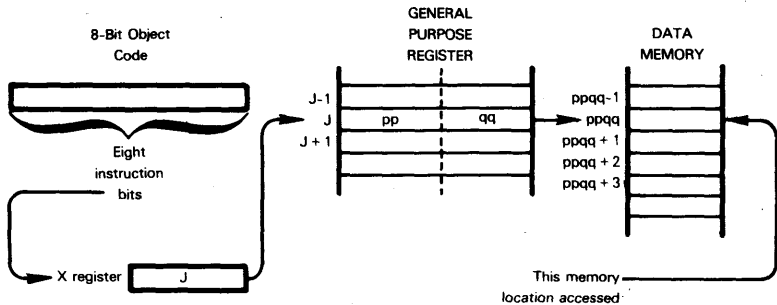 8-Bit Object
Code
GENERAL
PURPOSE
REGISTER
DATA
MEMORY
J-1
J
J + 1
pp
qq
ppqq-1
ppqq
ppqq + 1
ppqq + 2
ppqq + 3
Eight
instruction
bits
X register
J
This memory
location accessed